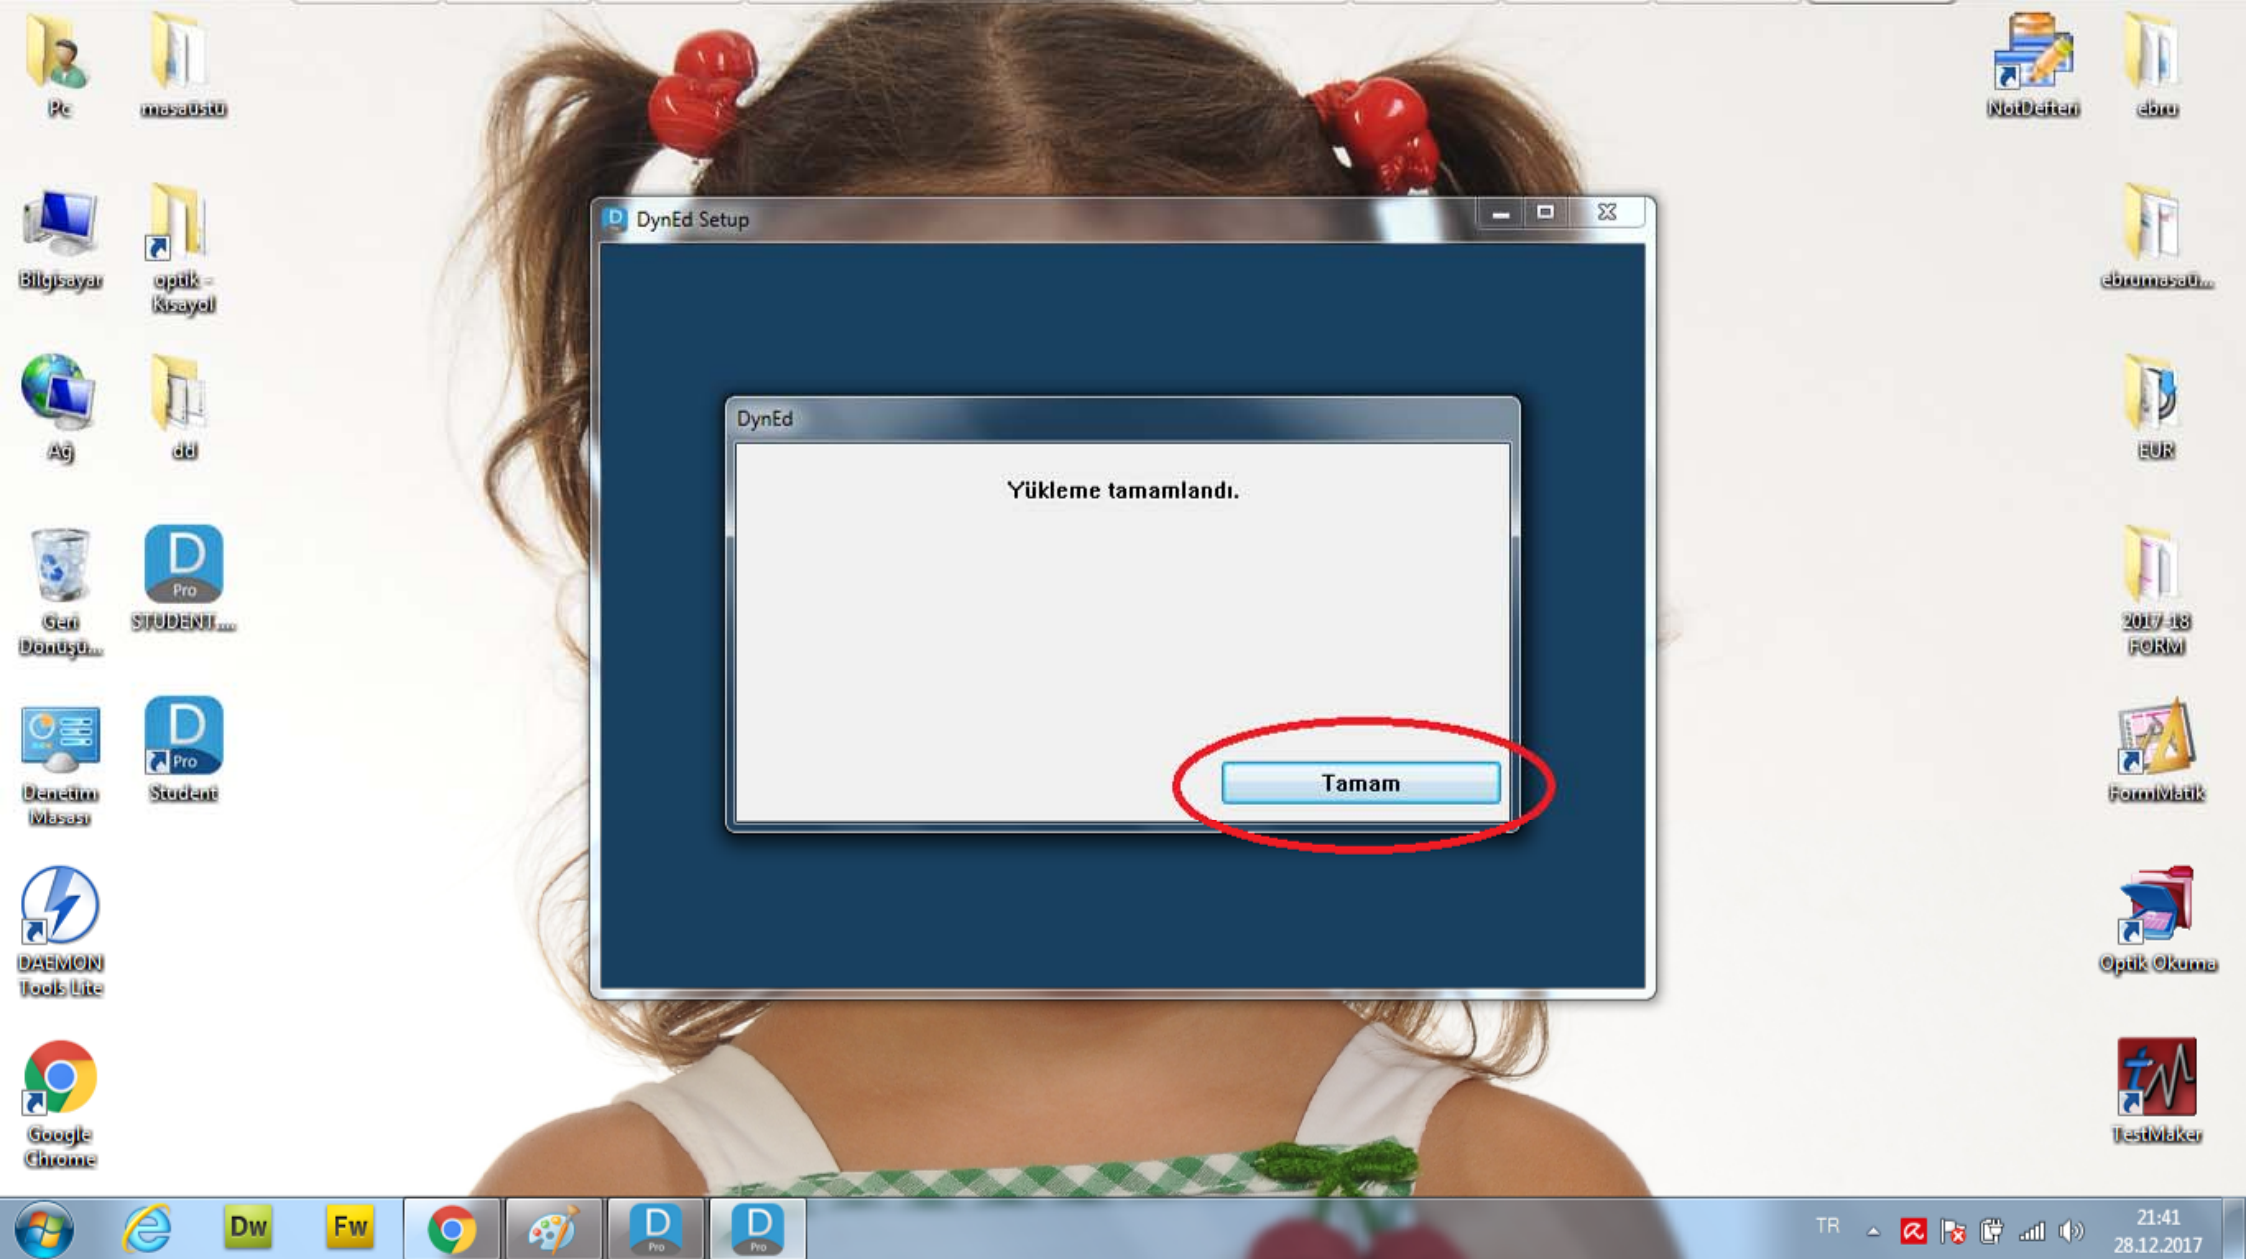 Pc
masaüstü
NotDefteri
ebru
Bilgisayar
optik -
Kısayol
ebrumasaü...
Ağ
dd
EUR
Geri
Dönüşü...
D
Pro
STUDENT....
2017-18
FORM
Denetim
Masası
D
Pro
Student
FormMatik
DAEMON
Tools Lite
Optik Okuma
Google
Chrome
TestMaker
D
DynEd Setup
DynEd
Yükleme tamamlandı.
Tamam
Dw
Fw
D
Pro
D
Pro
TR
21:41
28.12.2017